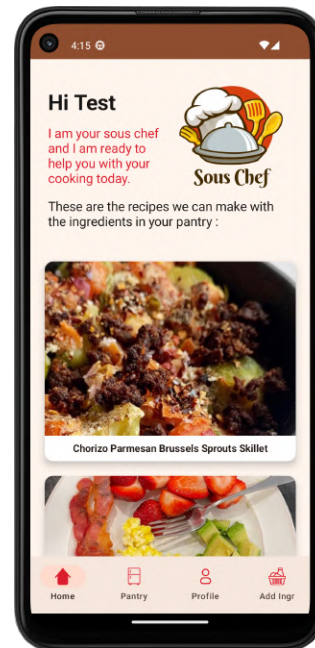 4:15
Hi Test
I am your sous chef
and I am ready to
help you with your
cooking today.
Sous Chef
These are the recipes we can make with
the ingredients in your pantry :
Chorizo Parmesan Brussels Sprouts Skillet
Home
Pantry
Profile
Add Ingr